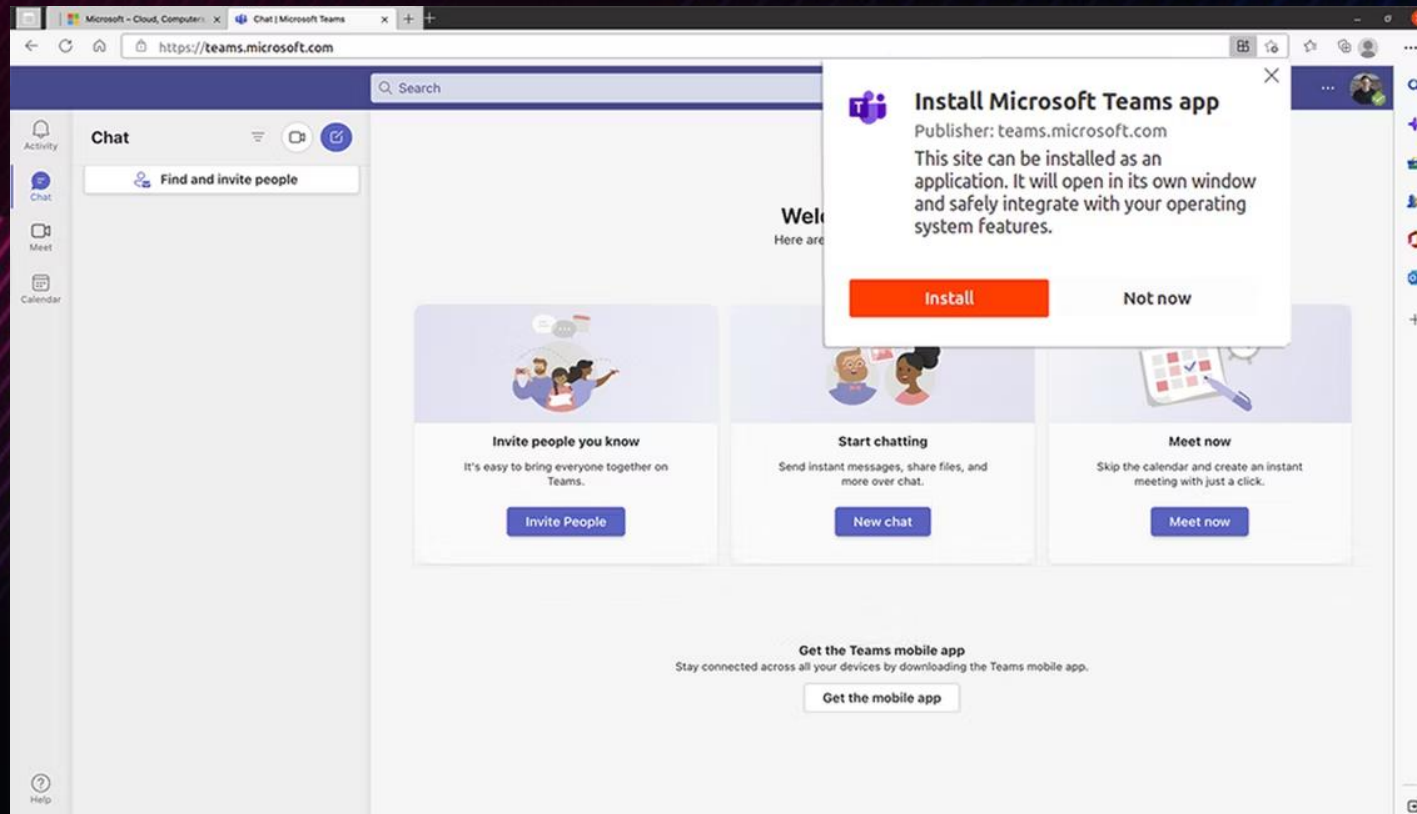 Microsoft – Cloud, Computers
Chat | Microsoft Teams
https://teams.microsoft.com
Search
Install Microsoft Teams app
Publisher: teams.microsoft.com
This site can be installed as an
application. It will open in its own window
and safely integrate with your operating
system features.
Install
Not now
Activity
Chat
Meet
Calendar
Help
Chat
Find and invite people
Here are
Invite people you know
It's easy to bring everyone together on
Teams.
Invite People
Start chatting
Send instant messages, share files, and
more over chat.
New chat
Meet now
Skip the calendar and create an instant
meeting with just a click.
Meet now
Get the Teams mobile app
Stay connected across all your devices by downloading the Teams mobile app.
Get the mobile app